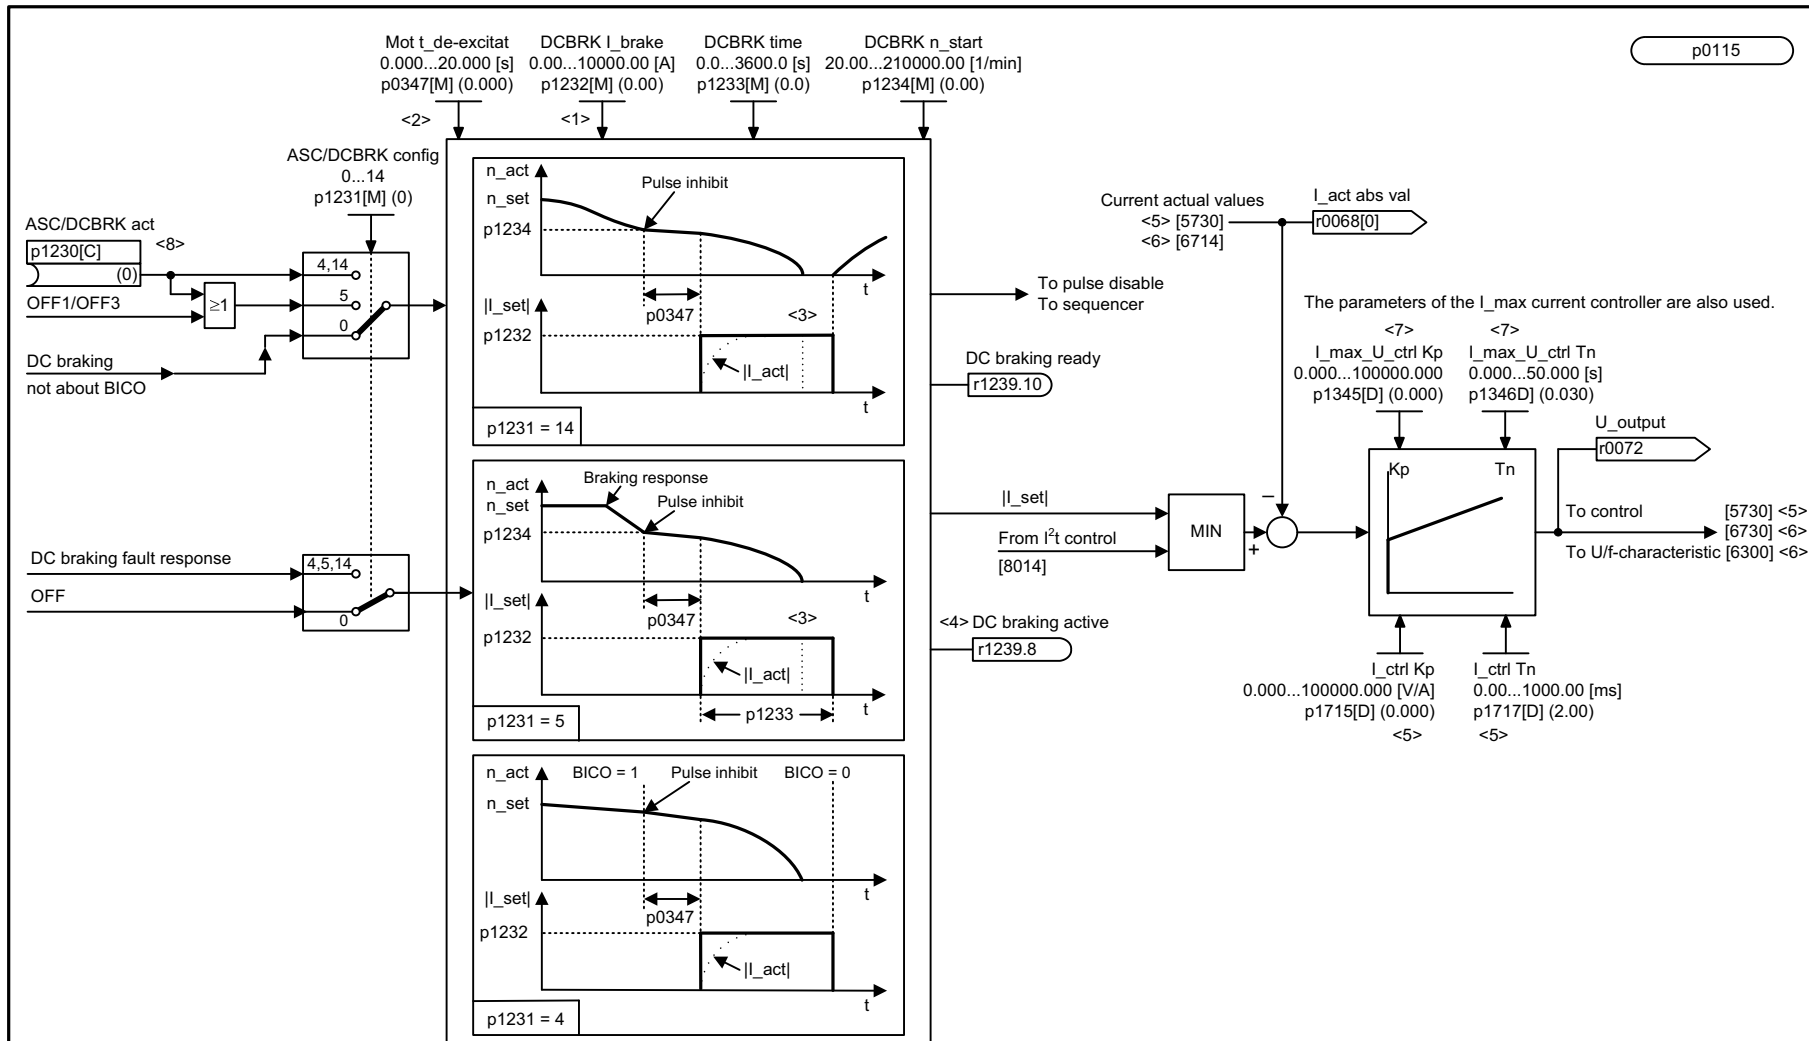 Mot t_de-excitat
0.000...20.000 [s]
p0347[M] (0.000)
<2>
DCBRK I_brake
0.00...10000.00 [A]
p1232[M] (0.00)
<1>
DCBRK time
0.0...3600.0 [s]
p1233[M] (0.0)
DCBRK n_start
20.00...210000.00 [1/min]
p1234[M] (0.00)
p0115
ASC/DCBRK config
0...14
p1231[M] (0)
ASC/DCBRK act
p1230[C]
(0)
<8>
OFF1/OFF3
≥1
DC braking
not about BICO
4,14
5
0
DC braking fault response
OFF
4,5,14
0
n_act
n_set
p1234
Pulse inhibit
t
|I_set|
p0347
<3>
p1232
|I_act|
t
p1231 = 14
n_act
Braking response
n_set
Pulse inhibit
p1234
t
|I_set|
p0347
<3>
p1232
|I_act|
t
p1233
p1231 = 5
n_act
BICO = 1
Pulse inhibit
BICO = 0
n_set
t
|I_set|
p0347
p1232
|I_act|
t
p1231 = 4
Current actual values
<5> [5730]
<6> [6714]
I_act abs val
r0068[0]
To pulse disable
To sequencer
DC braking ready
r1239.10
|I_set|
From I²t control
[8014]
MIN
+
−
<4> DC braking active
r1239.8
The parameters of the I_max current controller are also used.
<7>
I_max_U_ctrl Kp
0.000...100000.000
p1345[D] (0.000)
<7>
I_max_U_ctrl Tn
0.000...50.000 [s]
p1346D] (0.030)
Kp
Tn
U_output
r0072
To control
[5730] <5>
[6730] <6>
To U/f-characteristic [6300] <6>
I_ctrl Kp
0.000...100000.000 [V/A]
p1715[D] (0.000)
<5>
I_ctrl Tn
0.00...1000.00 [ms]
p1717[D] (2.00)
<5>